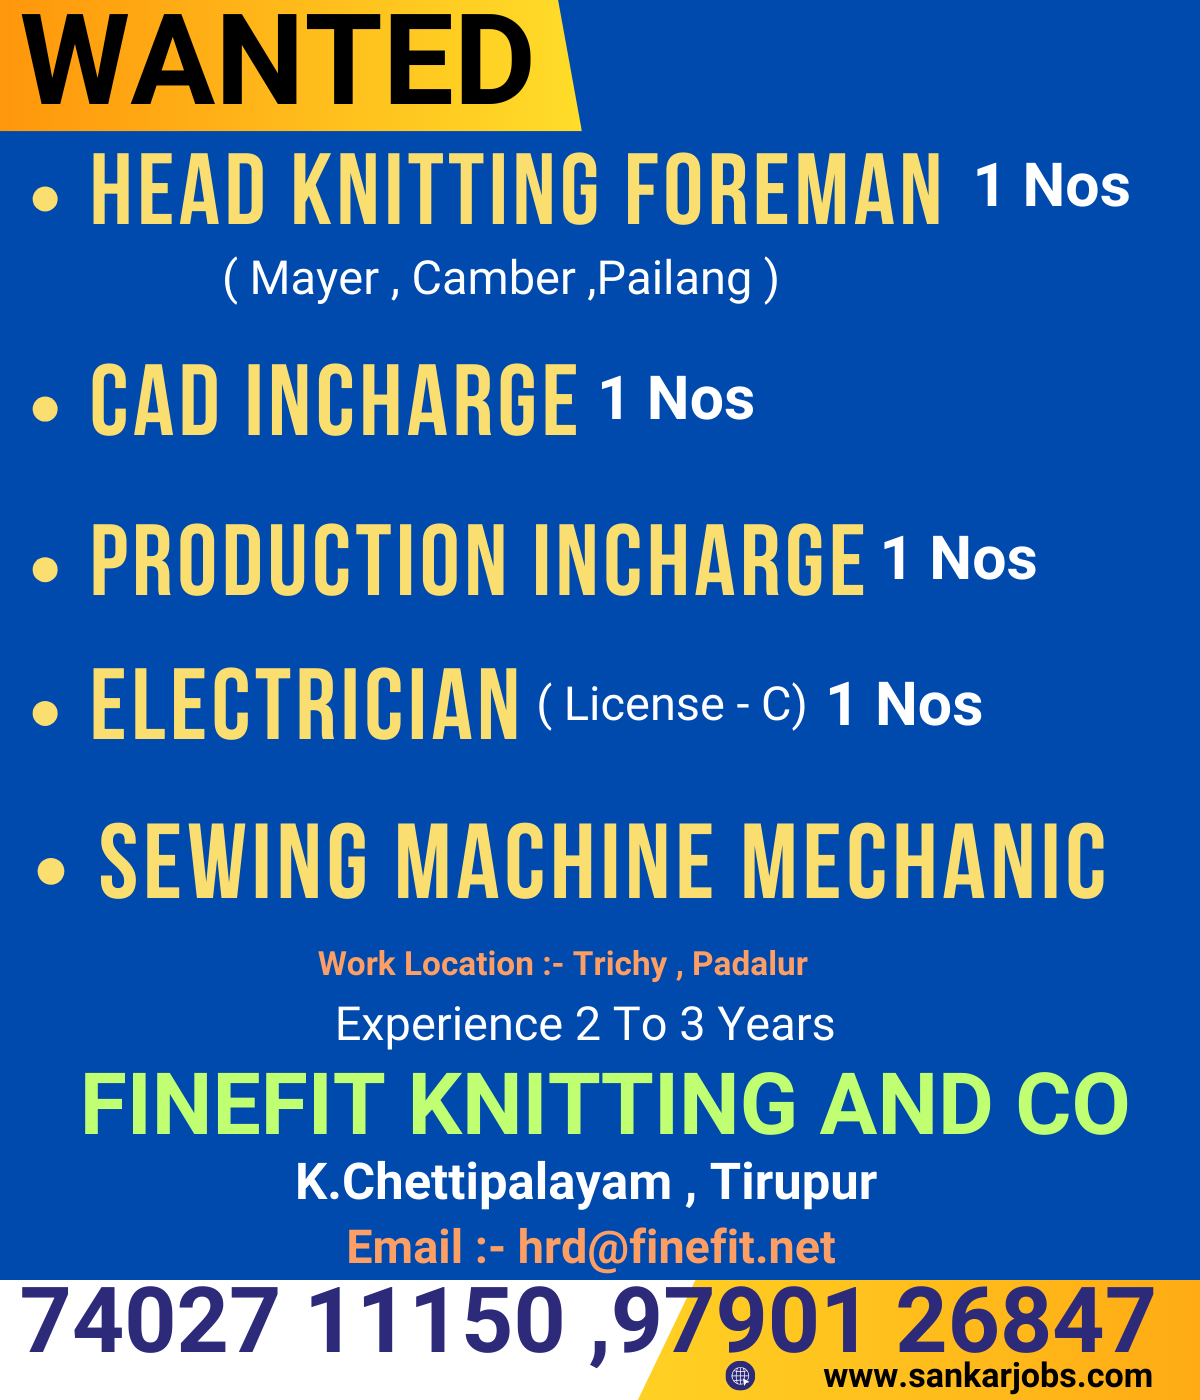 WANTED
• HEAD KNITTING FOREMAN 1 Nos
( Mayer , Camber ,Pailang )
• CAD INCHARGE 1 Nos
• PRODUCTION INCHARGE 1 Nos
• ELECTRICIAN ( License - C) 1 Nos
• SEWING MACHINE MECHANIC
Work Location :- Trichy , Padalur
Experience 2 To 3 Years
FINEFIT KNITTING AND CO
K.Chettipalayam , Tirupur
Email :- hrd@finefit.net
74027 11150 ,97901 26847
www.sankarjobs.com